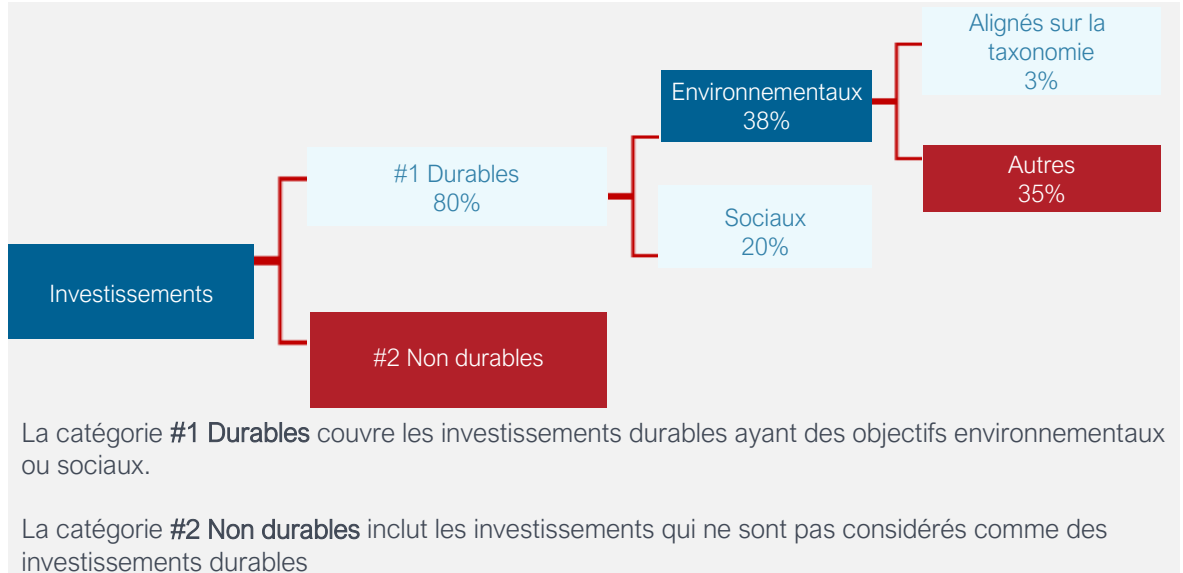 Alignés sur la
taxonomie
3%
Environnementaux
38%
#1 Durables
80%
Autres
35%
Sociaux
20%
Investissements
#2 Non durables
La catégorie #1 Durables couvre les investissements durables ayant des objectifs environnementaux
ou sociaux.
La catégorie #2 Non durables inclut les investissements qui ne sont pas considérés comme des
investissements durables